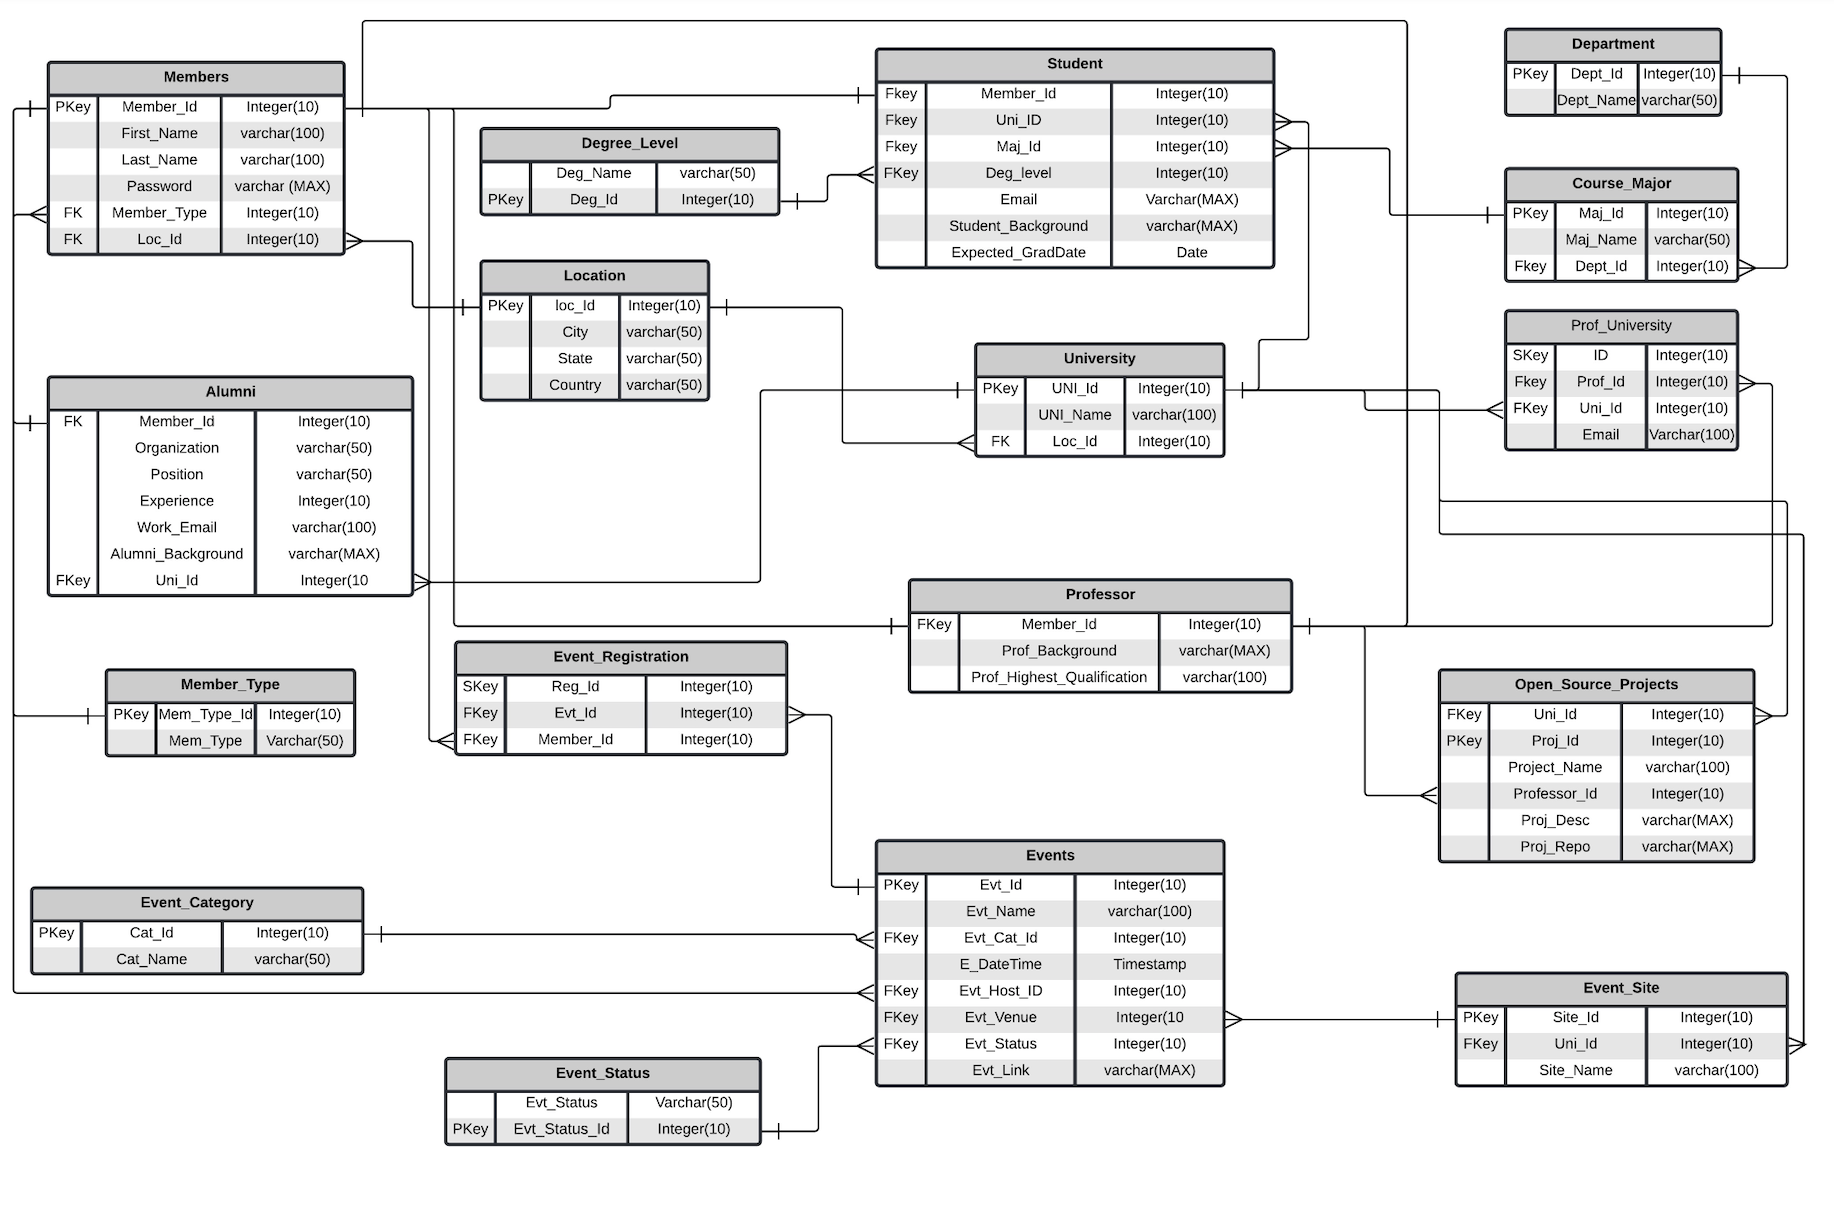 Members
PKey Member_Id Integer(10)
First_Name varchar(100)
Last_Name varchar(100)
Password varchar (MAX)
FK Member_Type Integer(10)
FK Loc_Id Integer(10)
Degree_Level
Deg_Name varchar(50)
PKey Deg_Id Integer(10)
Student
Fkey Member_Id Integer(10)
Fkey Uni_ID Integer(10)
Fkey Maj_Id Integer(10)
FKey Deg_level Integer(10)
Email Varchar(MAX)
Student_Background varchar(MAX)
Expected_GradDate Date
Department
PKey Dept_Id Integer(10)
Dept_Name varchar(50)
Course_Major
PKey Maj_Id Integer(10)
Maj_Name varchar(50)
Fkey Dept_Id Integer(10)
Location
PKey loc_Id Integer(10)
City varchar(50)
State varchar(50)
Country varchar(50)
University
PKey UNI_Id Integer(10)
UNI_Name varchar(100)
FK Loc_Id Integer(10)
Prof_University
SKey ID Integer(10)
Fkey Prof_Id Integer(10)
FKey Uni_Id Integer(10)
Email Varchar(100)
Alumni
FK Member_Id Integer(10)
Organization varchar(50)
Position varchar(50)
Experience Integer(10)
Work_Email varchar(100)
Alumni_Background varchar(MAX)
FKey Uni_Id Integer(10
Professor
FKey Member_Id Integer(10)
Prof_Background varchar(MAX)
Prof_Highest_Qualification varchar(100)
Member_Type
PKey Mem_Type_Id Integer(10)
Mem_Type Varchar(50)
Event_Registration
SKey Reg_Id Integer(10)
FKey Evt_Id Integer(10)
FKey Member_Id Integer(10)
Open_Source_Projects
FKey Uni_Id Integer(10)
PKey Proj_Id Integer(10)
Project_Name varchar(100)
Professor_Id Integer(10)
Proj_Desc varchar(MAX)
Proj_Repo varchar(MAX)
Event_Category
PKey Cat_Id Integer(10)
Cat_Name varchar(50)
Events
PKey Evt_Id Integer(10)
Evt_Name varchar(100)
FKey Evt_Cat_Id Integer(10)
E_DateTime Timestamp
FKey Evt_Host_ID Integer(10)
FKey Evt_Venue Integer(10
FKey Evt_Status Integer(10)
Evt_Link varchar(MAX)
Event_Site
PKey Site_Id Integer(10)
FKey Uni_Id Integer(10)
Site_Name varchar(100)
Event_Status
Evt_Status Varchar(50)
PKey Evt_Status_Id Integer(10)